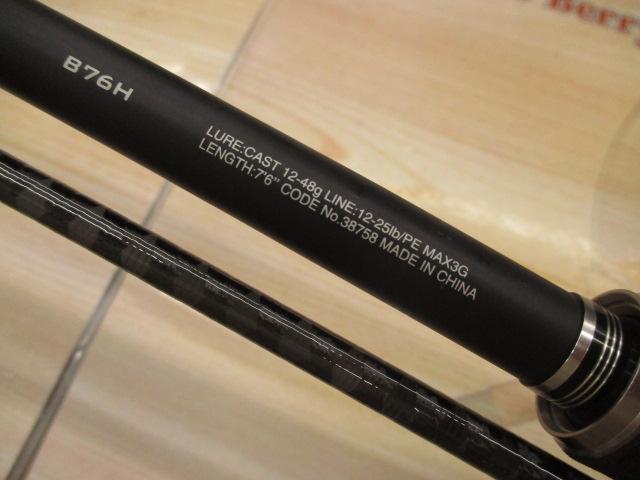 Berry
B76H
LURE:CAST 12-48g LINE:12-25lb/PE MAX3G
LENGTH:7'6" CODE No.38758 MADE IN CHINA